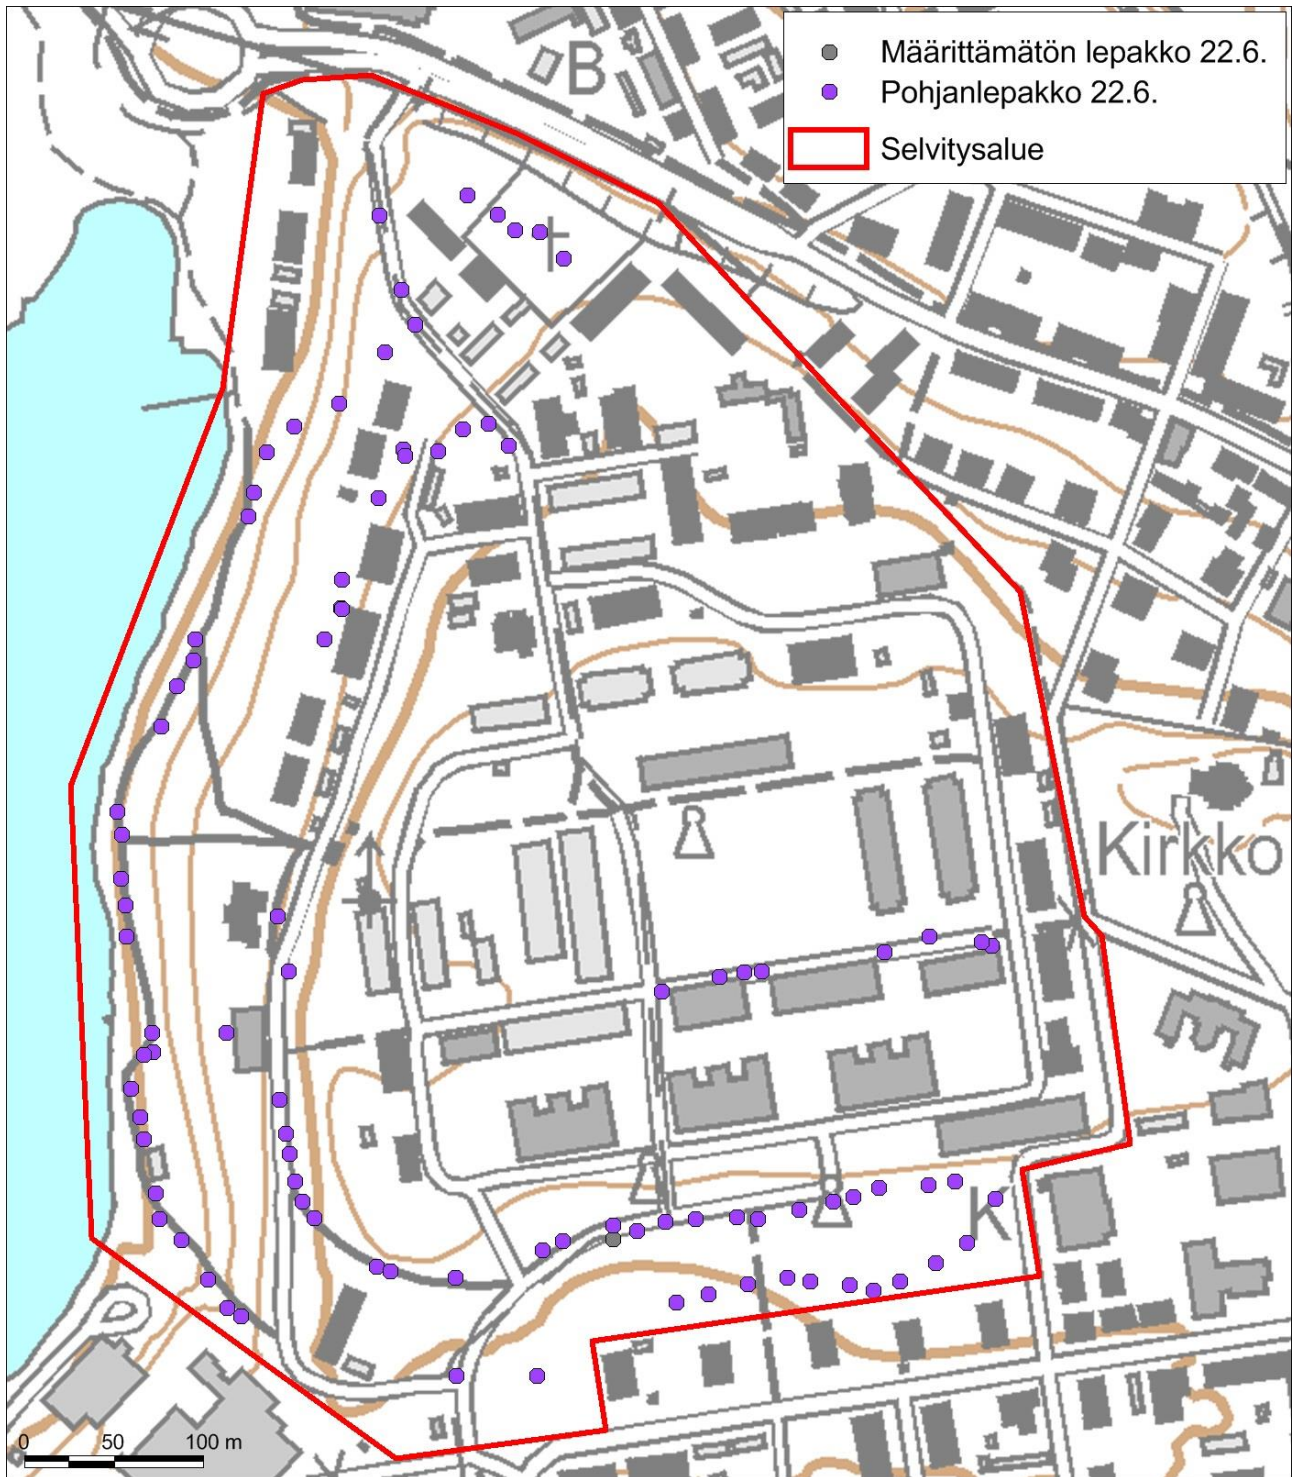 B
Määrittämätön lepakko 22.6.
Pohjanlepakko 22.6.
Selvitysalue
Kirkko
K
0 50 100 m